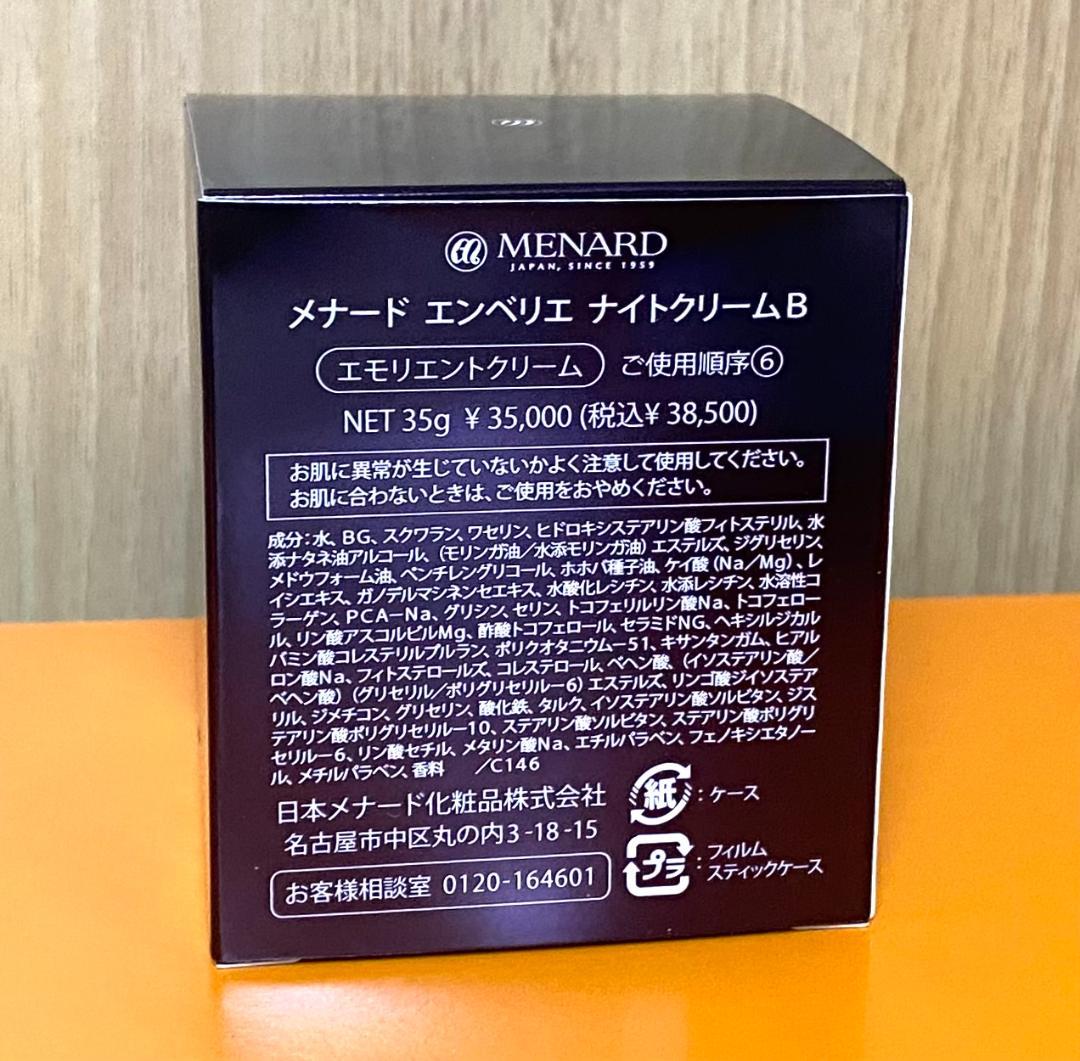 MENARD
JAPAN, SINCE 1959
メナード エンベリエ ナイトクリームB
エモリエントクリーム ご使用順序⑥
NET 35g ¥35,000 (税込¥38,500)
お肌に異常が生じていないかよく注意して使用してください。
お肌に合わないときは、ご使用をおやめください。
成分：水、BG、スクワラン、ワセリン、ヒドロキシステアリン酸フィトステリル、水
添ナタネ油アルコール、（モリンガ油／水添モリンガ油）エステルズ、ジグリセリン、
メドウフォーム油、ペンチレングリコール、ホホバ種子油、ケイ酸（Na／Mg）、レ
イシエキス、ガノデルマシネンセエキス、水酸化レシチン、水添レシチン、水溶性コ
ラーゲン、PCA－Na、グリシン、セリン、トコフェリルリン酸Na、トコフェロー
ル、リン酸アスコルビルMg、酢酸トコフェロール、セラミドNG、ヘキシルジカル
バミン酸コレステリルプルラン、ポリクオタニウム－51、キサンタンガム、ヒアル
ロン酸Na、フィトステロールズ、コレステロール、ベヘン酸、（イソステアリン酸／
ベヘン酸）（グリセリル／ポリグリセリル－6）エステルズ、リンゴ酸ジイソステア
リル、ジメチコン、グリセリン、酸化鉄、タルク、イソステアリン酸ソルビタン、ジス
テアリン酸ポリグリセリル－10、ステアリン酸ソルビタン、ステアリン酸ポリグリ
セリル－6、リン酸セチル、メタリン酸Na、エチルパラベン、フェノキシエタノー
ル、メチルパラベン、香料　／C146
日本メナード化粧品株式会社
名古屋市中区丸の内3-18-15
お客様相談室 0120-164601
紙：ケース
プラ：フィルム
スティックケース